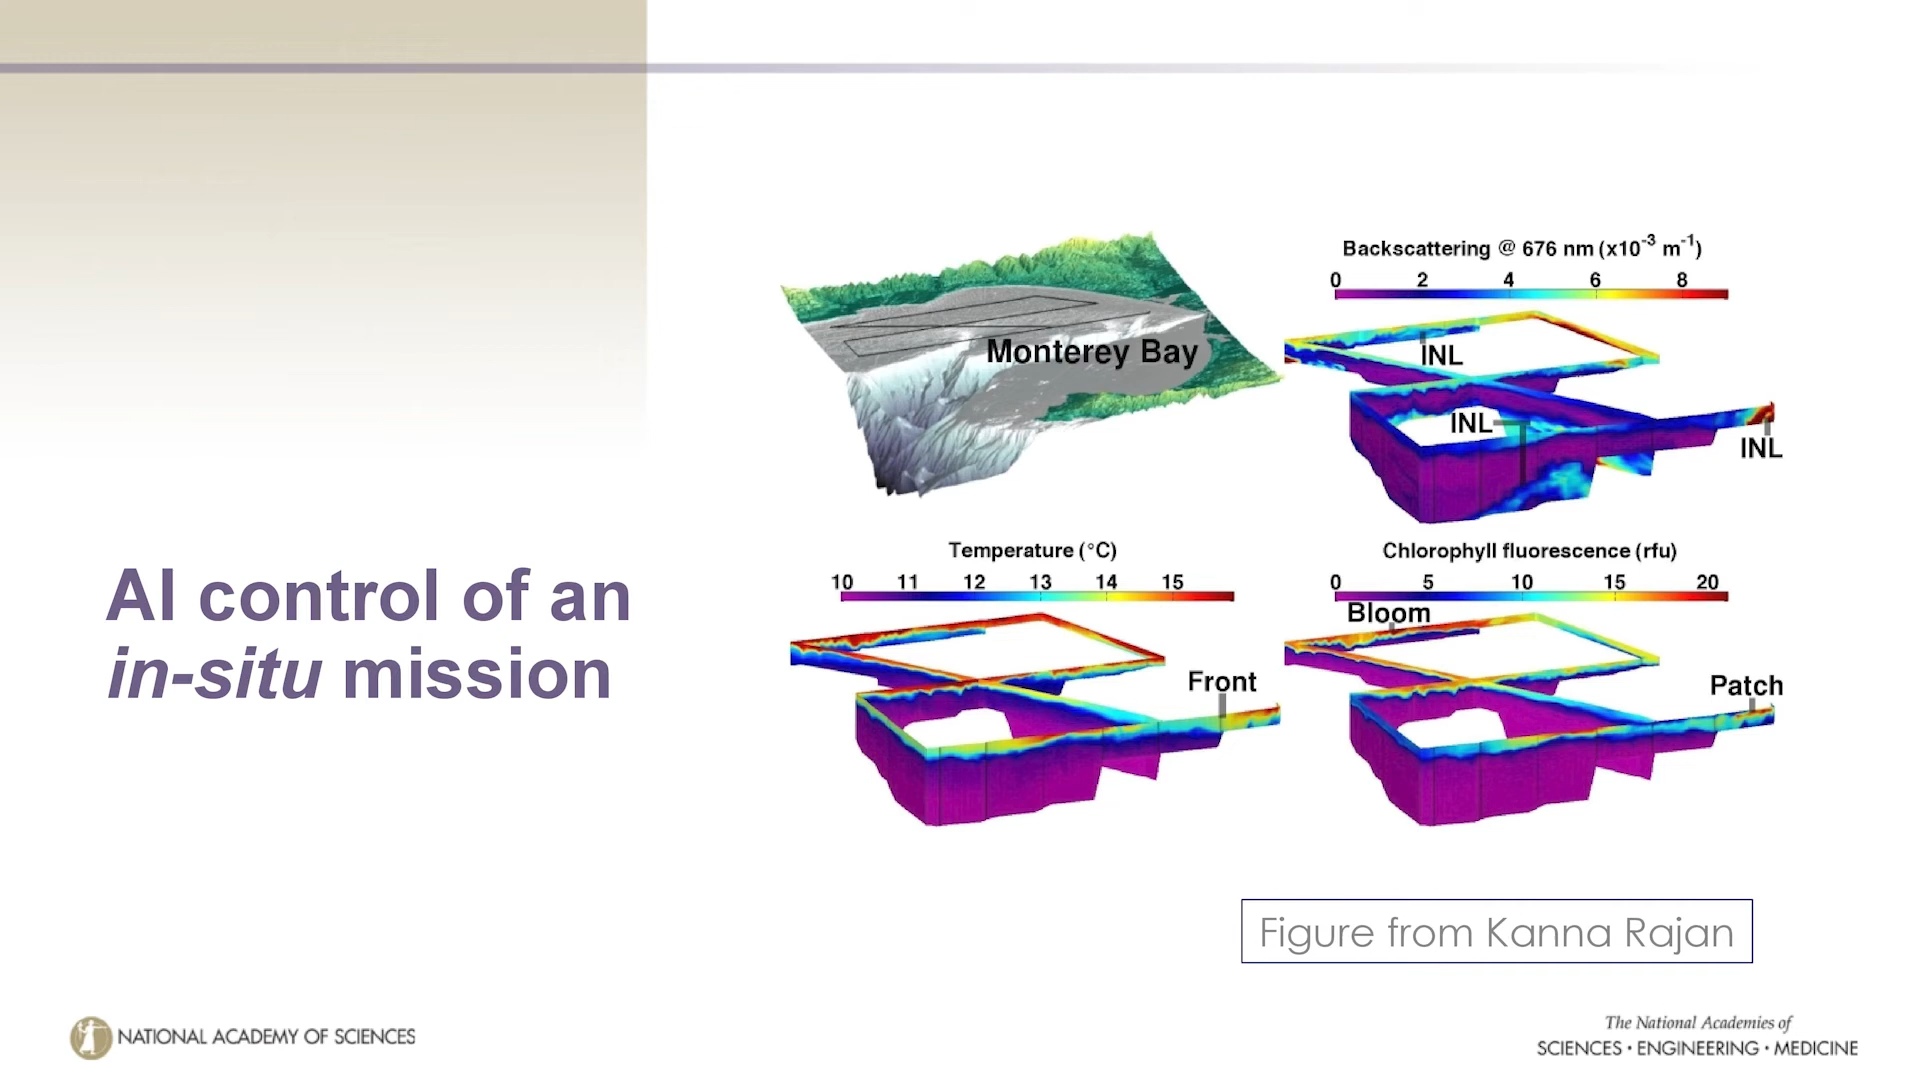 AI control of an
in-situ mission
Monterey Bay
Backscattering @ 676 nm (x10⁻³ m⁻¹)
0 2 4 6 8
INL
INL
INL
Temperature (°C)
10 11 12 13 14 15
Front
Chlorophyll fluorescence (rfu)
0 5 10 15 20
Bloom
Patch
Figure from Kanna Rajan
NATIONAL ACADEMY OF SCIENCES
The National Academies of
SCIENCES • ENGINEERING • MEDICINE